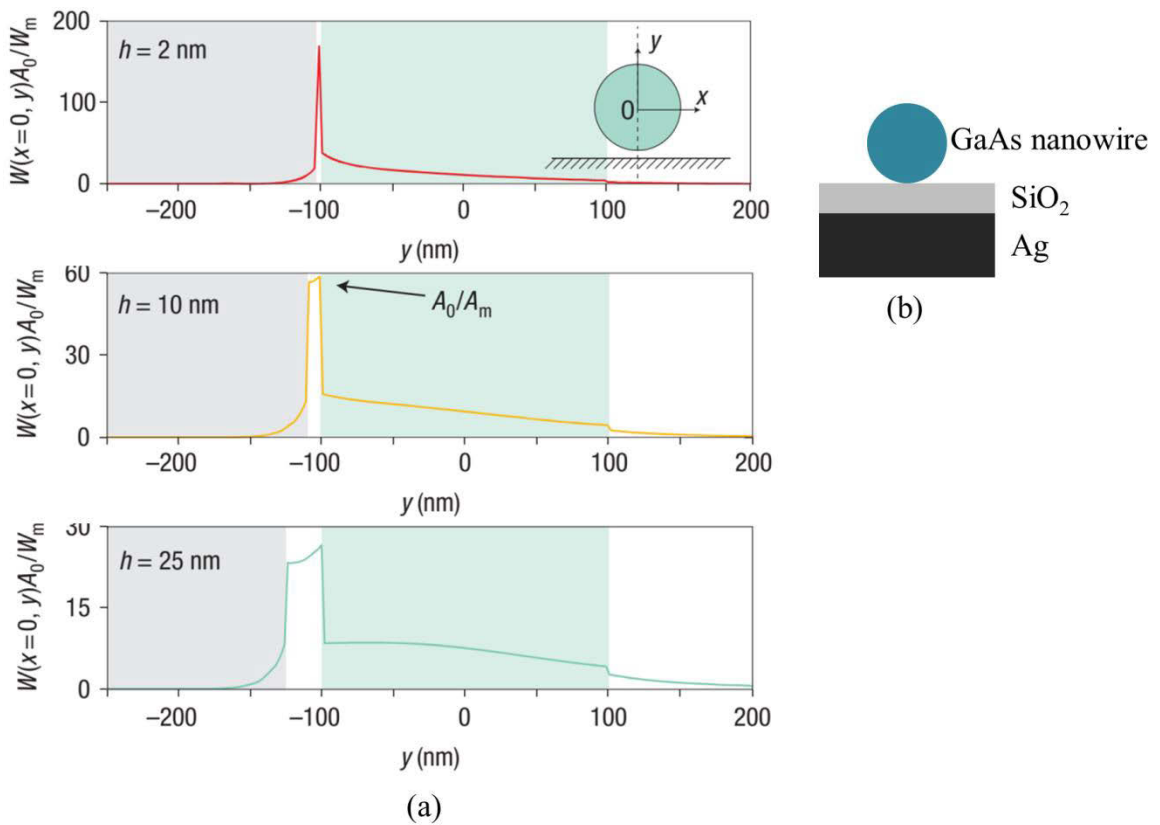 W(x=0, y)A₀/Wₘ
200
100
0
h = 2 nm
y
0
x
−200
−100
0
100
200
y (nm)
W(x=0, y)A₀/Wₘ
60
30
0
h = 10 nm
A₀/Aₘ
−200
−100
0
100
200
y (nm)
W(x=0, y)A₀/Wₘ
30
15
0
h = 25 nm
−200
−100
0
100
200
y (nm)
(a)
GaAs nanowire
SiO₂
Ag
(b)